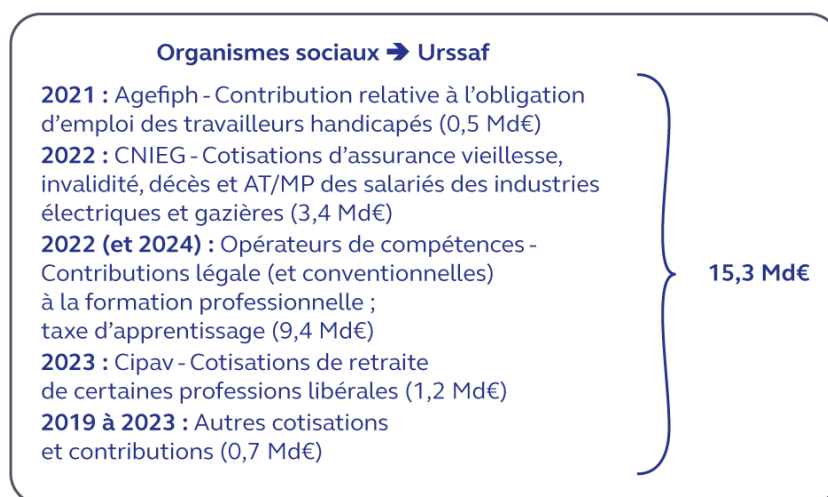 Organismes sociaux ➔ Urssaf
2021 : Agefiph - Contribution relative à l’obligation
d’emploi des travailleurs handicapés (0,5 Md€)
2022 : CNIEG - Cotisations d’assurance vieillesse,
invalidité, décès et AT/MP des salariés des industries
électriques et gazières (3,4 Md€)
2022 (et 2024) : Opérateurs de compétences -
Contributions légale (et conventionnelles)
à la formation professionnelle ;
taxe d’apprentissage (9,4 Md€)
2023 : Cipav - Cotisations de retraite
de certaines professions libérales (1,2 Md€)
2019 à 2023 : Autres cotisations
et contributions (0,7 Md€)
15,3 Md€